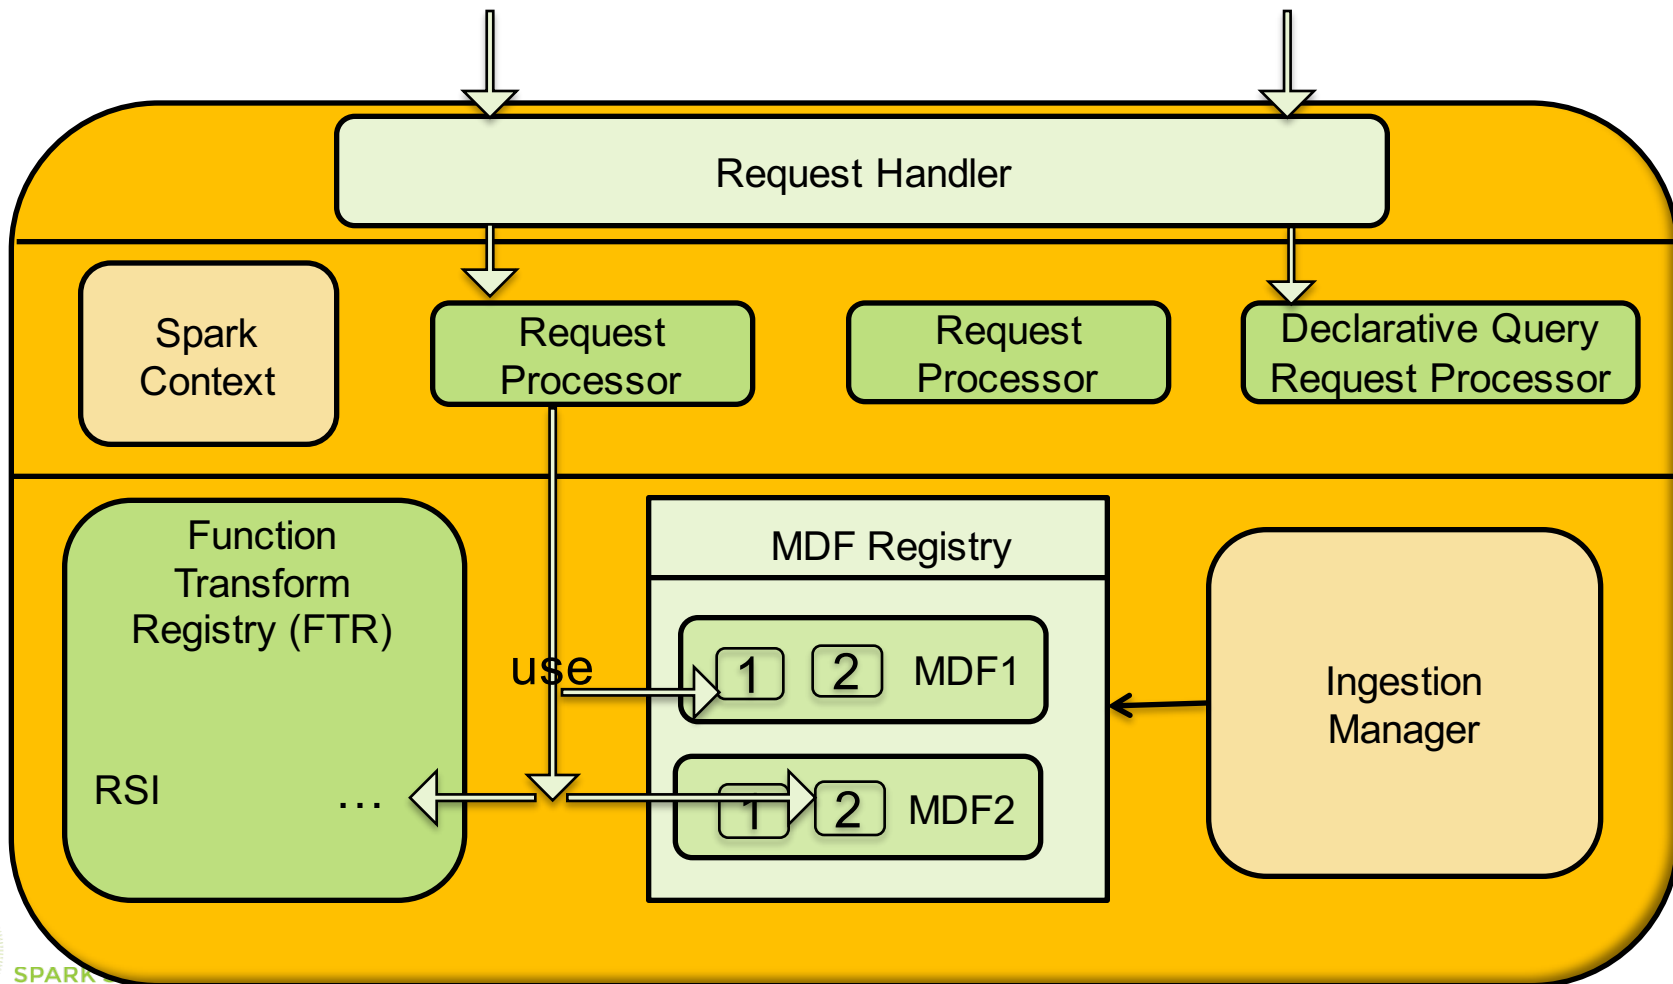 Request Handler
Spark
Context
Request
Processor
Request
Processor
Declarative Query
Request Processor
Function
Transform
Registry (FTR)
RSI
...
use
MDF Registry
1
2
MDF1
1
2
MDF2
Ingestion
Manager
SPARK